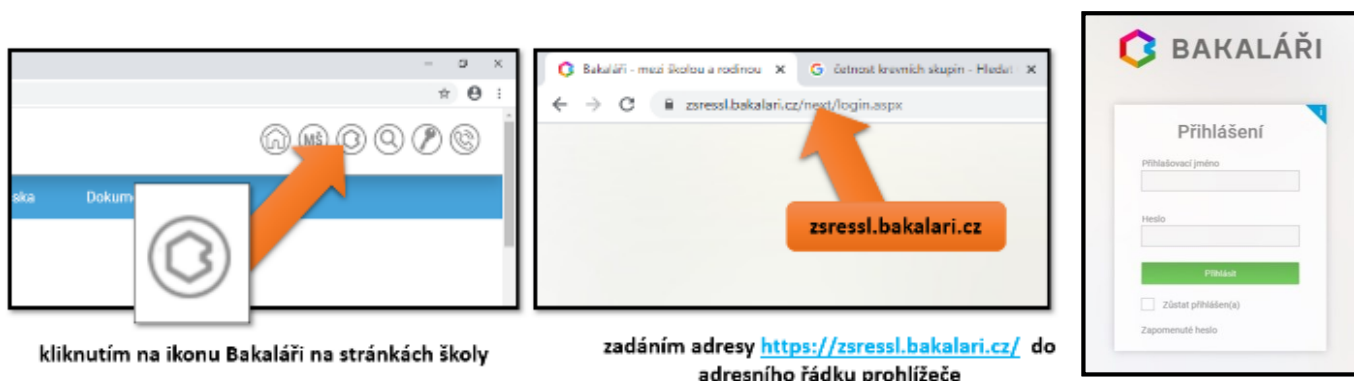 MŠ
ska Dokum
kliknutím na ikonu Bakaláři na stránkách školy
Bakaláři - mezi školou a rodinou
četnost krevních skupin - Hledat
zsressl.bakalari.cz/next/login.aspx
zsressl.bakalari.cz
zadáním adresy https://zsressl.bakalari.cz/ do
adresního řádku prohlížeče
BAKALÁŘI
i
Přihlášení
Přihlašovací jméno
Heslo
Přihlásit
Zůstat přihlášen(a)
Zapomenuté heslo